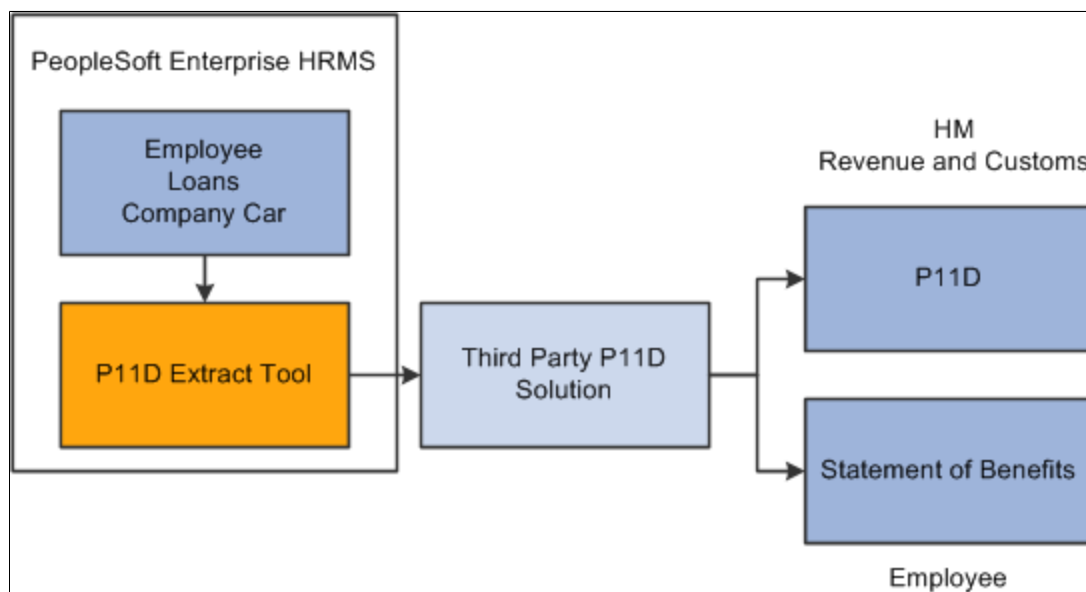 PeopleSoft Enterprise HRMS
Employee
Loans
Company Car
P11D Extract Tool
Third Party P11D
Solution
HM
Revenue and Customs
P11D
Statement of Benefits
Employee